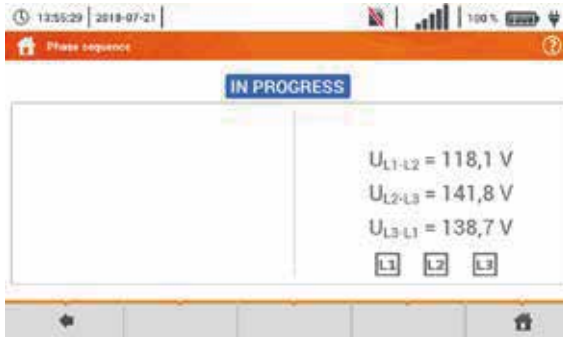 13:55:29 2018-07-21 100 %
Phase sequence ?
IN PROGRESS
UL1-L2 = 118,1 V
UL2-L3 = 141,8 V
UL3-L1 = 138,7 V
L1 L2 L3